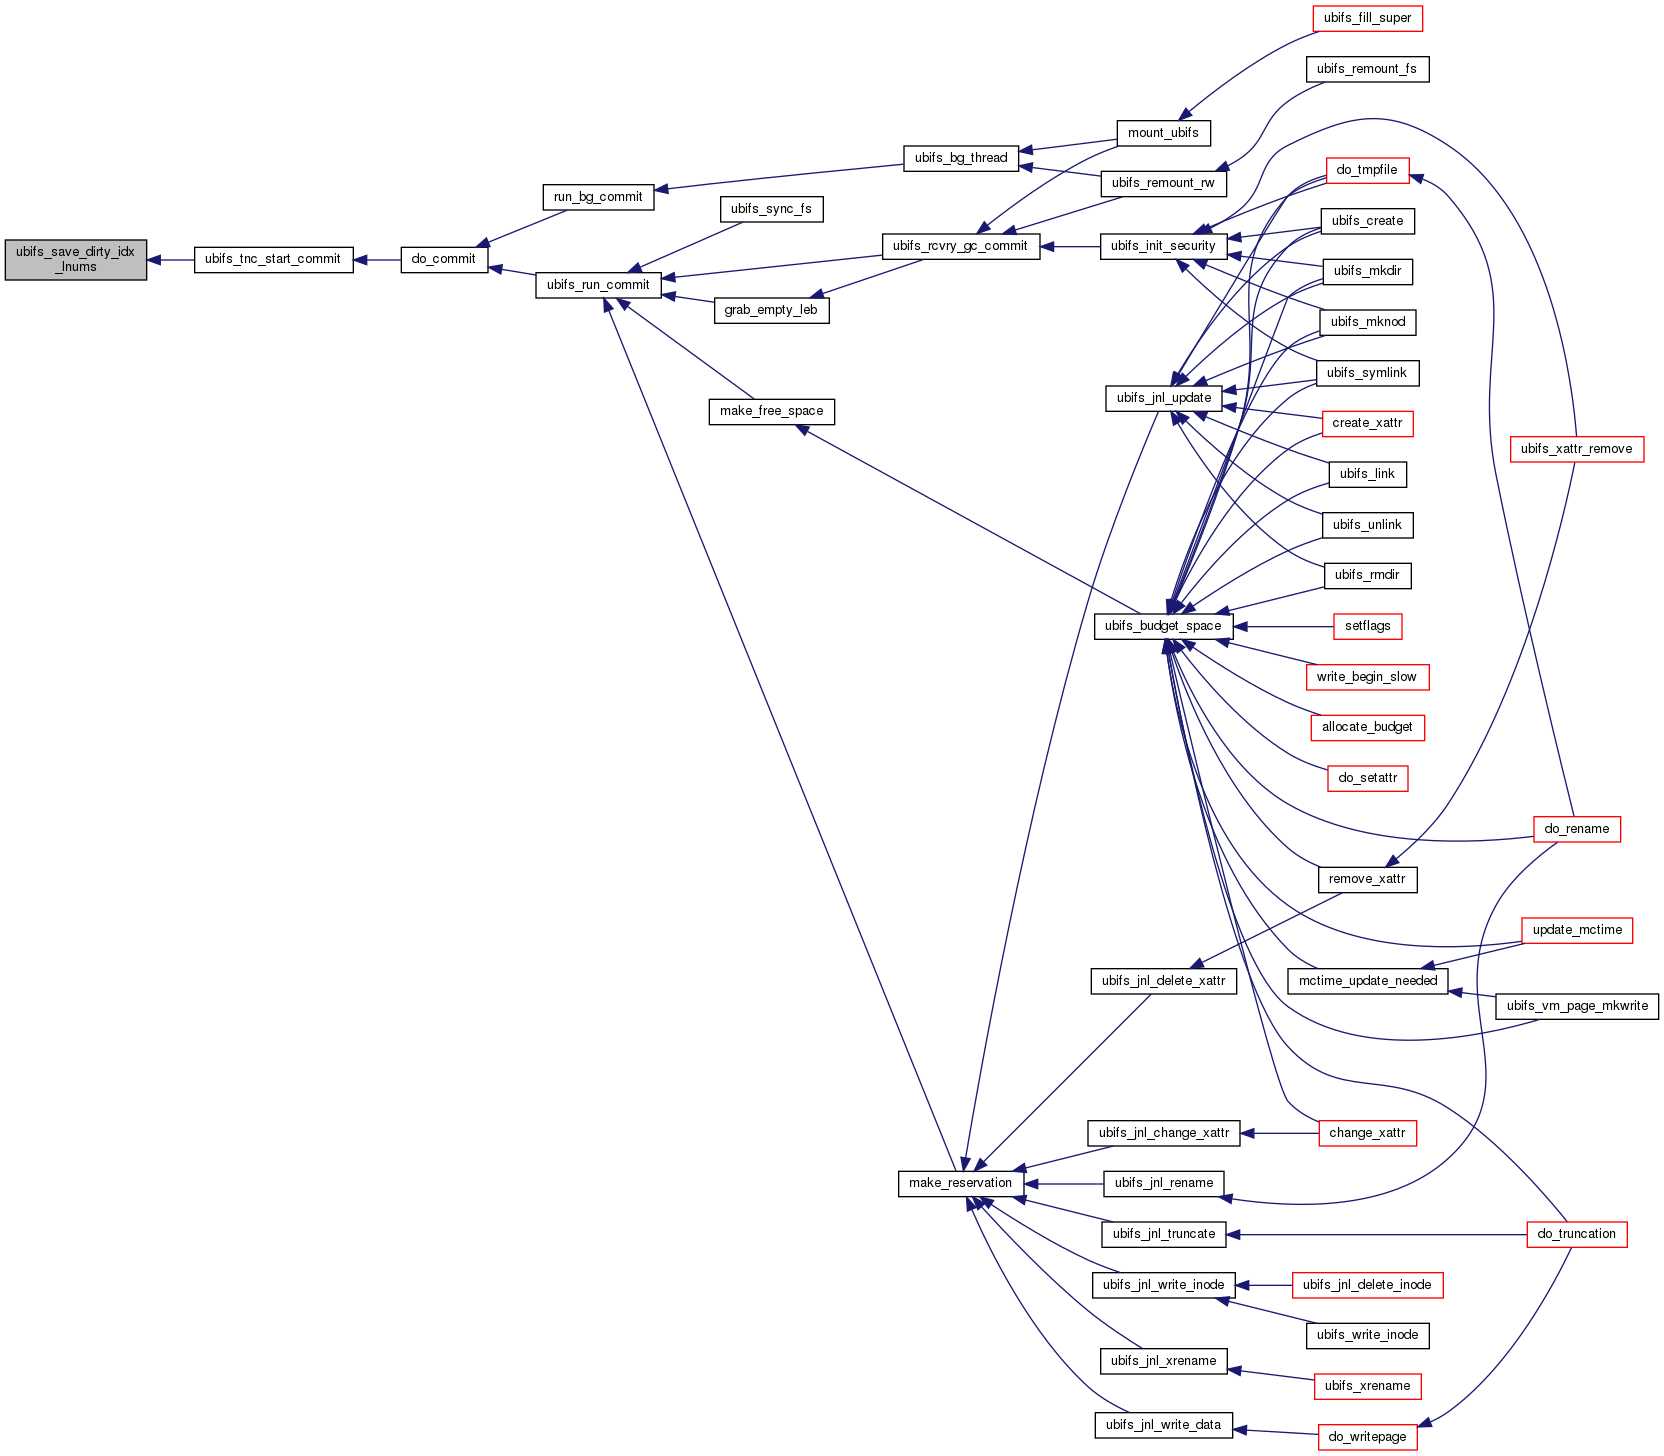 ubifs_fill_super
ubifs_remount_fs
mount_ubifs
ubifs_bg_thread
do_tmpfile
ubifs_remount_rw
run_bg_commit
ubifs_sync_fs
ubifs_create
ubifs_rcvry_gc_commit
ubifs_init_security
ubifs_save_dirty_idx
_lnums
ubifs_tnc_start_commit
do_commit
ubifs_mkdir
ubifs_run_commit
grab_empty_leb
ubifs_mknod
ubifs_symlink
ubifs_jnl_update
make_free_space
create_xattr
ubifs_xattr_remove
ubifs_link
ubifs_unlink
ubifs_rmdir
ubifs_budget_space
setflags
write_begin_slow
allocate_budget
do_setattr
do_rename
remove_xattr
update_mctime
ubifs_jnl_delete_xattr
mctime_update_needed
ubifs_vm_page_mkwrite
ubifs_jnl_change_xattr
change_xattr
make_reservation
ubifs_jnl_rename
ubifs_jnl_truncate
do_truncation
ubifs_jnl_write_inode
ubifs_jnl_delete_inode
ubifs_write_inode
ubifs_jnl_xrename
ubifs_xrename
ubifs_jnl_write_data
do_writepage